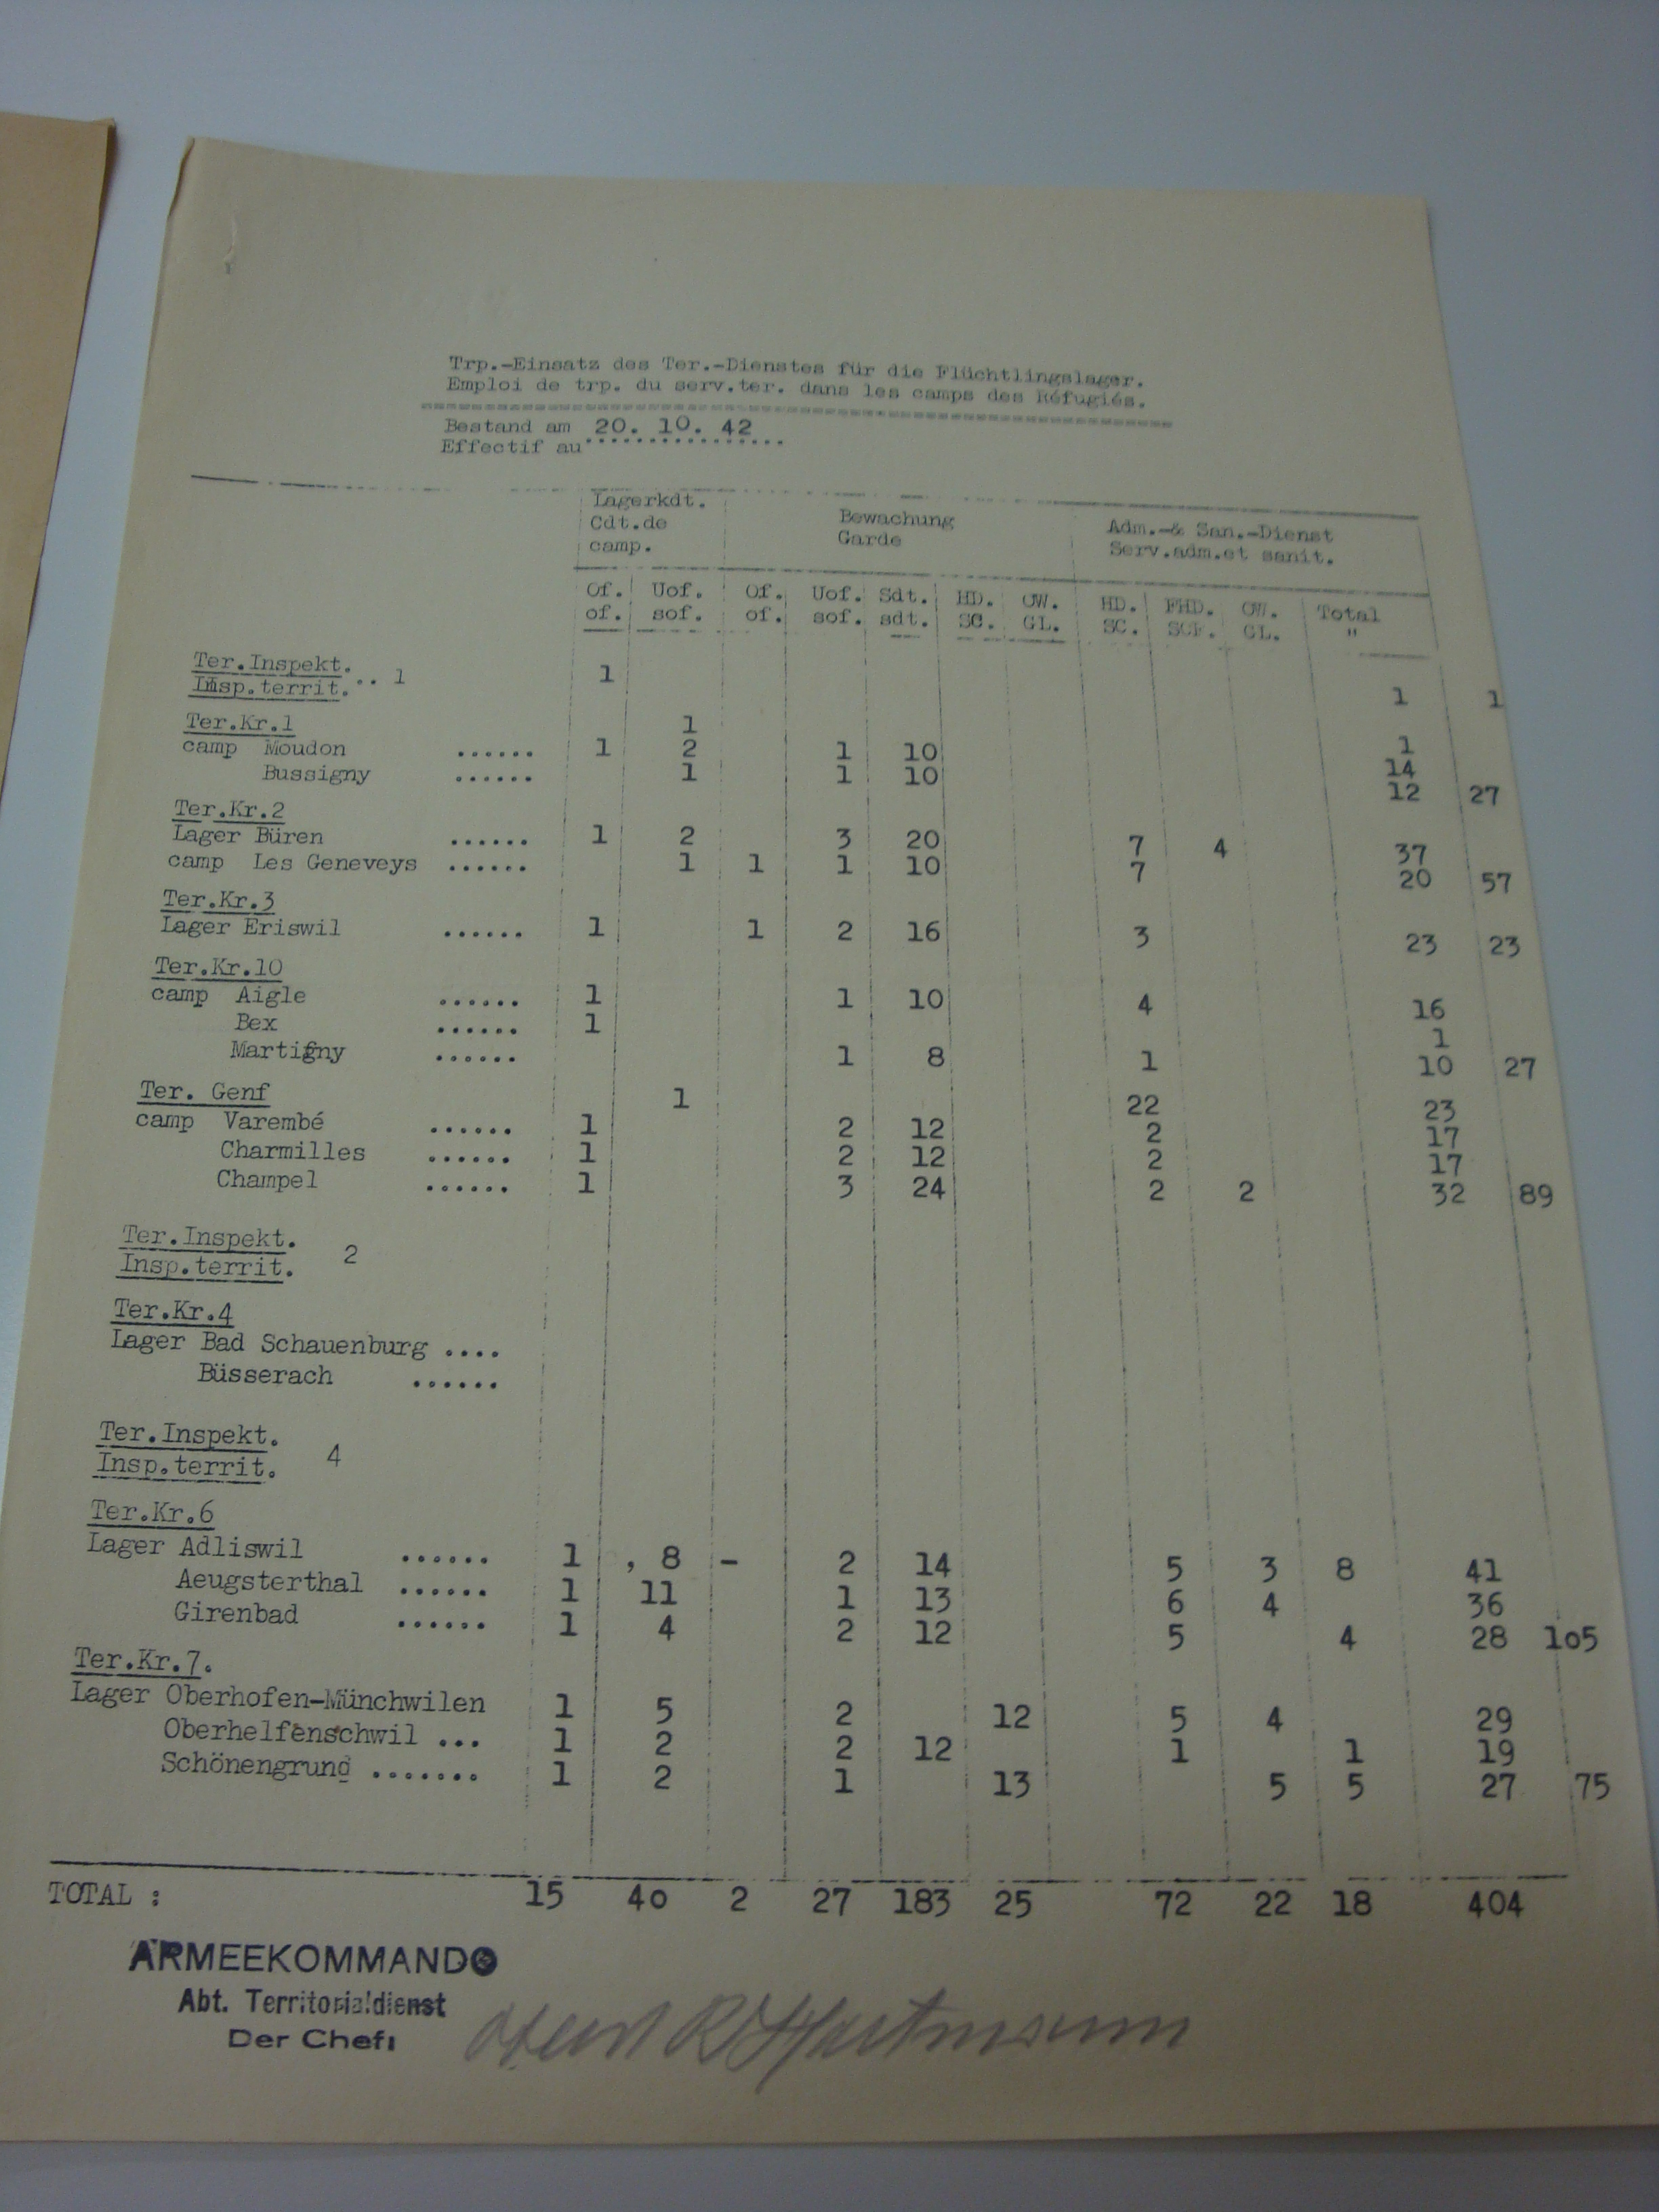 Trp.-Einsatz des Ter.-Dienstes für die Flüchtlingslager.
Emploi de trp. du serv.ter. dans les camps des Réfugiés.
Bestand am 20. 10. 42
Effectif au ................
Lagerkdt. Bewachung Adm.-& San.-Dienst
Cdt.de Garde Serv.adm.et sanit.
camp.
Of. Uof. Of. Uof. Sdt. HD. OW. HD. FHD. OW. Total
of. sof. of. sof. sdt. SC. GL. SC. SCF. GL. "
Ter.Inspekt.
Insp.territ. .. 1 1 1 1
Ter.Kr.1 1 1
camp Moudon ...... 1 2 1 10 14
Bussigny ...... 1 1 10 12 27
Ter.Kr.2
Lager Büren ...... 1 2 3 20 7 4 37
camp Les Geneveys ...... 1 1 1 10 7 20 57
Ter.Kr.3
Lager Eriswil ...... 1 1 2 16 3 23 23
Ter.Kr.10
camp Aigle ...... 1 1 10 4 16
Bex ...... 1 1
Martigny ...... 1 8 1 10 27
Ter. Genf 1 22 23
camp Varembé ...... 1 2 12 2 17
Charmilles ...... 1 2 12 2 17
Champel ...... 1 3 24 2 2 32 89
Ter.Inspekt.
Insp.territ. 2
Ter.Kr.4
Lager Bad Schauenburg ....
Büsserach ......
Ter.Inspekt.
Insp.territ. 4
Ter.Kr.6
Lager Adliswil ...... 1 , 8 - 2 14 5 3 8 41
Aeugsterthal ...... 1 11 1 13 6 4 36
Girenbad ...... 1 4 2 12 5 4 28 1o5
Ter.Kr.7.
Lager Oberhofen-Münchwilen 1 5 2 12 5 4 29
Oberhelfenschwil ... 1 2 2 12 1 1 19
Schönengrund ....... 1 2 1 13 5 5 27 75
TOTAL : 15 4o 2 27 183 25 72 22 18 404
ARMEEKOMMANDO
Abt. Territorialdienst
Der Chef:
Hartmann